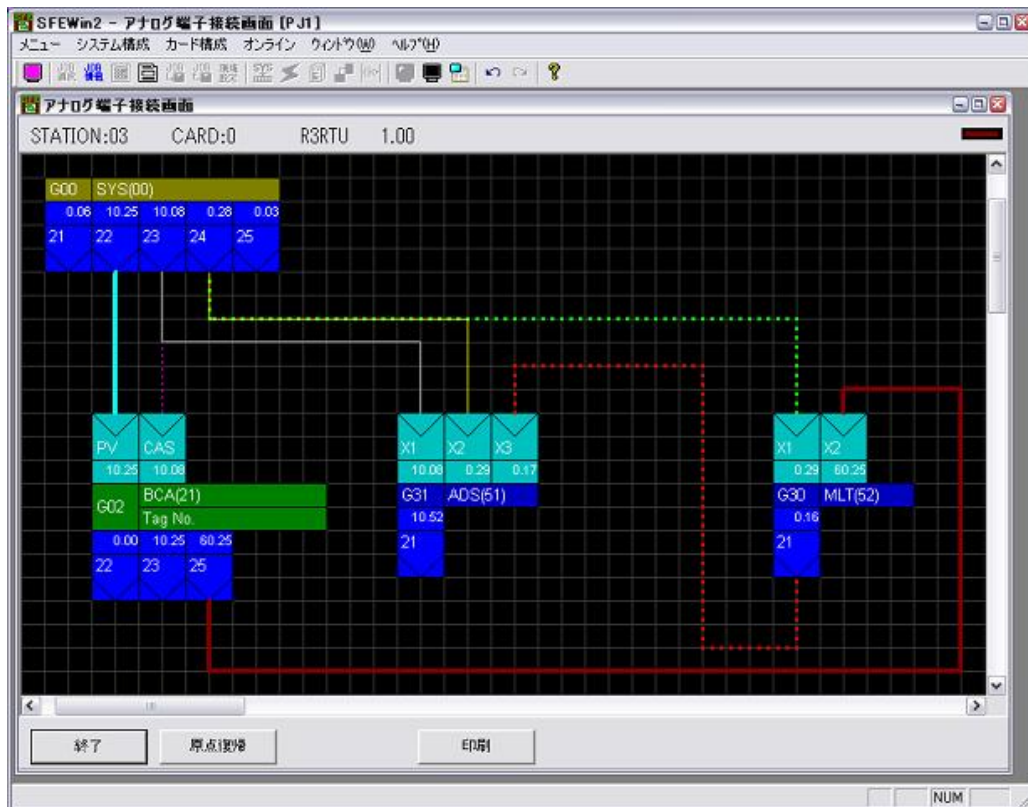 SFEWin2 - アナログ端子接続画面 [PJ1]
メニュー システム構成 カード構成 オンライン ウィンドウ(W) ヘルプ(H)
アナログ端子接続画面
STATION:03 CARD:0 R3RTU 1.00
G00 SYS(00)
0.06 10.25 10.08 0.28 0.03
21 22 23 24 25
PV CAS X1 X2 X3 X1 X2
10.25 10.08 10.08 0.29 0.17 0.29 60.25
G02 BCA(21) G31 ADS(51) G30 MLT(52)
Tag No. 10.52 0.16
0.00 10.25 60.25 21 21
22 23 25
終了 原点復帰 印刷
NUM